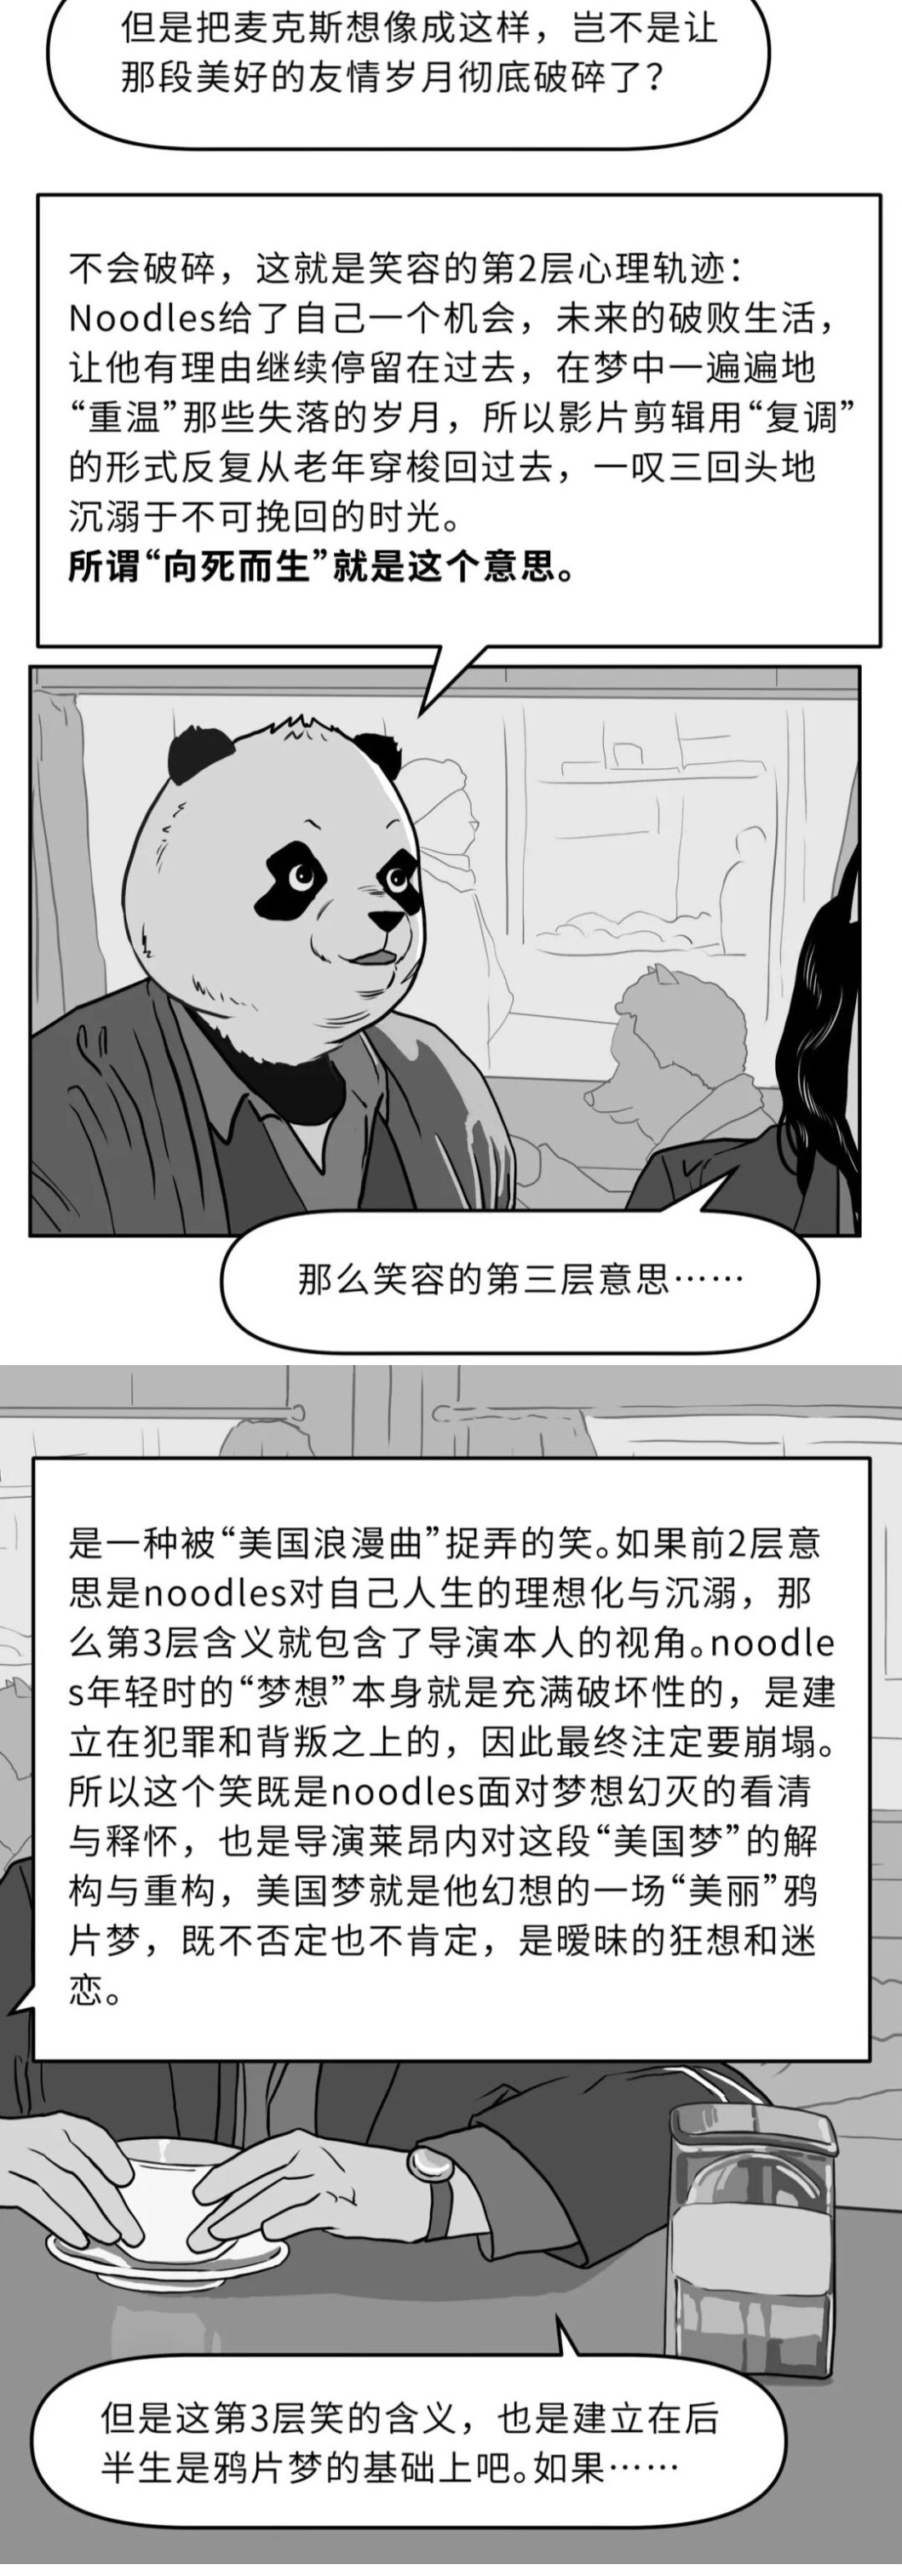 但是把麦克斯想像成这样，岂不是让
那段美好的友情岁月彻底破碎了？
不会破碎，这就是笑容的第2层心理轨迹：
Noodles给了自己一个机会，未来的破败生活，
让他有理由继续停留在过去，在梦中一遍遍地
“重温”那些失落的岁月，所以影片剪辑用“复调”
的形式反复从老年穿梭回过去，一叹三回头地
沉溺于不可挽回的时光。
所谓“向死而生”就是这个意思。
那么笑容的第三层意思……
是一种被“美国浪漫曲”捉弄的笑。如果前2层意
思是noodles对自己人生的理想化与沉溺，那
么第3层含义就包含了导演本人的视角。noodle
s年轻时的“梦想”本身就是充满破坏性的，是建
立在犯罪和背叛之上的，因此最终注定要崩塌。
所以这个笑既是noodles面对梦想幻灭的看清
与释怀，也是导演莱昂内对这段“美国梦”的解
构与重构，美国梦就是他幻想的一场“美丽”鸦
片梦，既不否定也不肯定，是暧昧的狂想和迷
恋。
但是这第3层笑的含义，也是建立在后
半生是鸦片梦的基础上吧。如果……